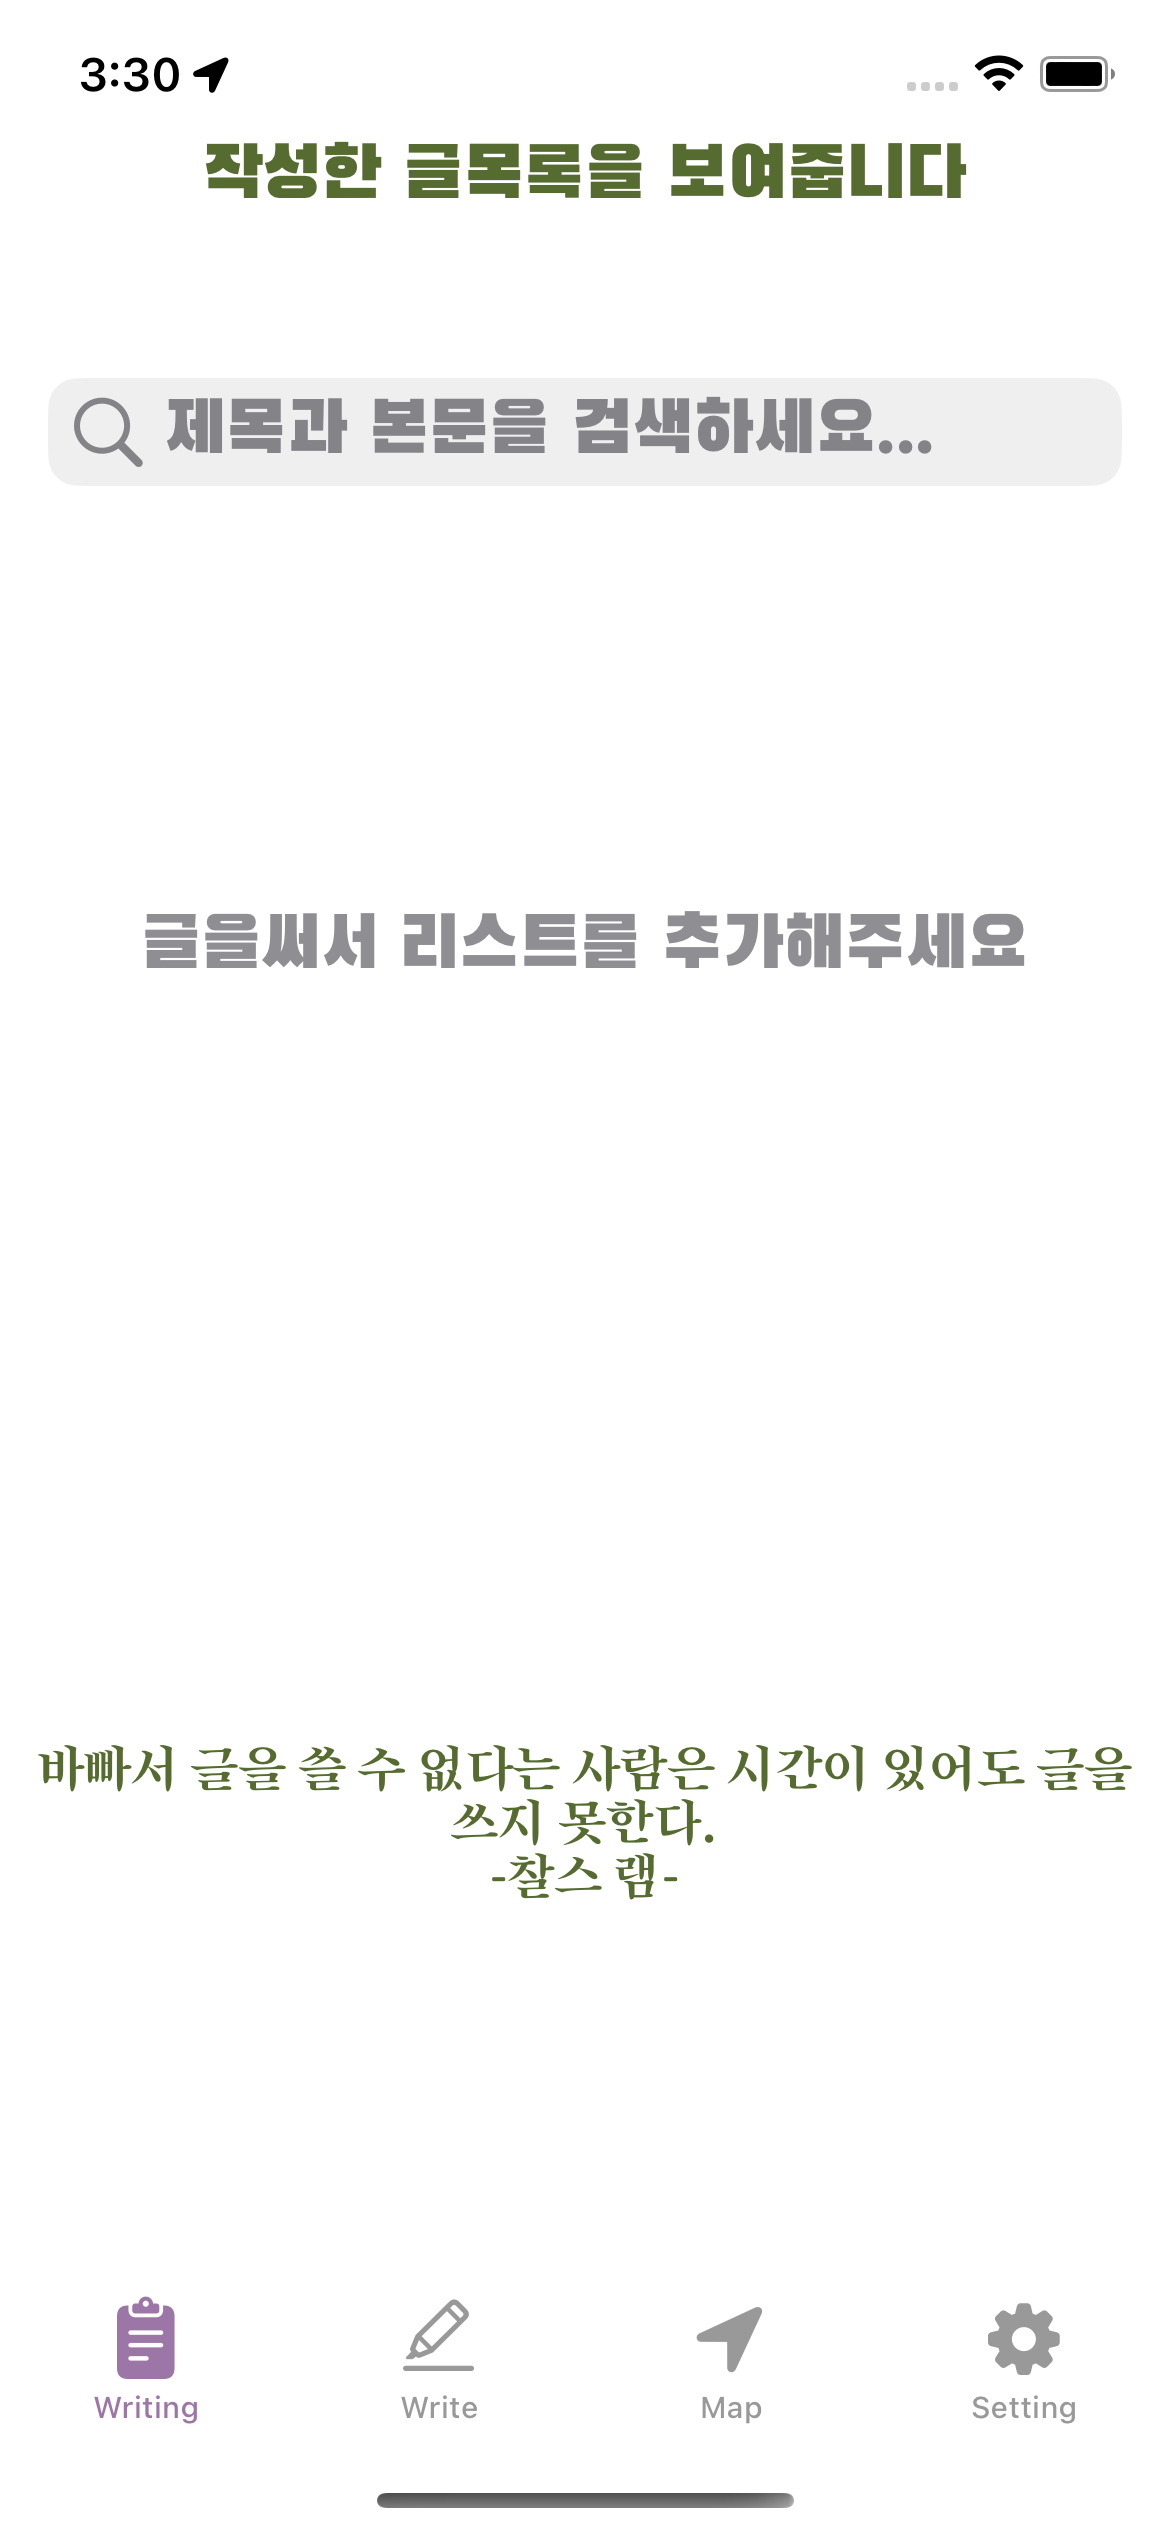 3:30
작성한 글목록을 보여줍니다
제목과 본문을 검색하세요...
글을써서 리스트를 추가해주세요
바빠서 글을 쓸 수 없다는 사람은 시간이 있어도 글을
쓰지 못한다.
-찰스 램-
Writing
Write
Map
Setting